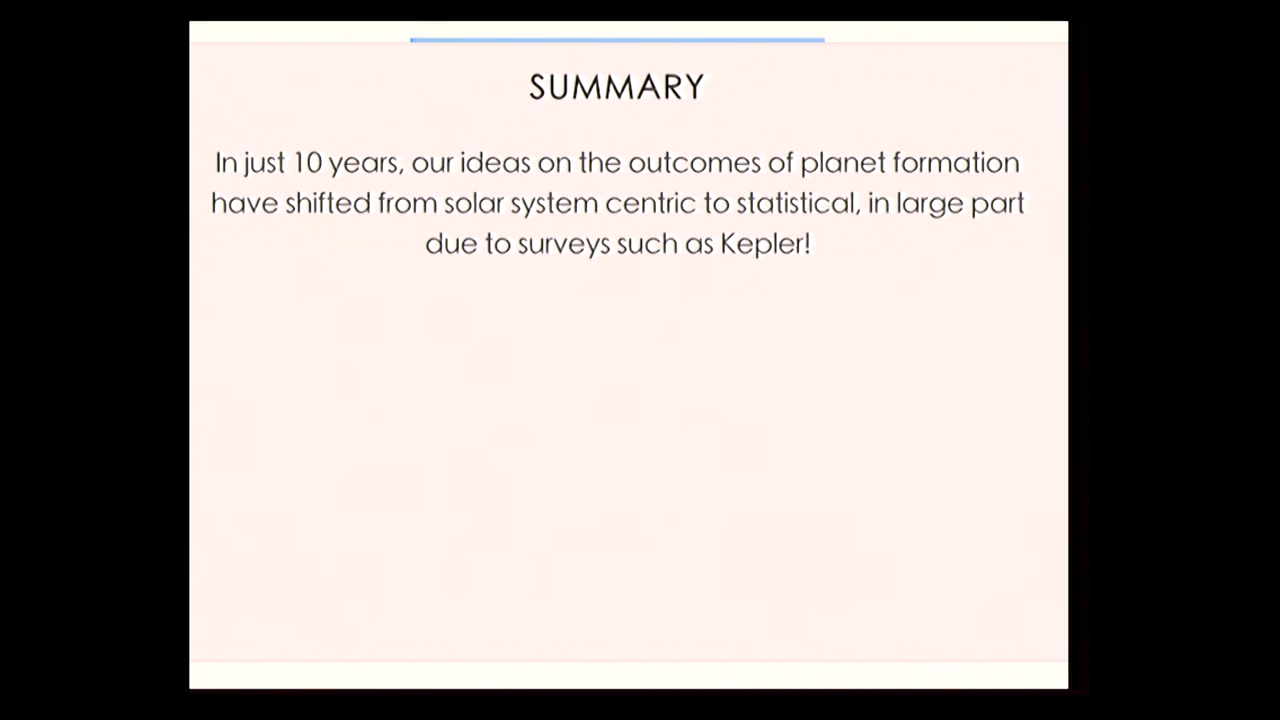 SUMMARY
In just 10 years, our ideas on the outcomes of planet formation
have shifted from solar system centric to statistical, in large part
due to surveys such as Kepler!